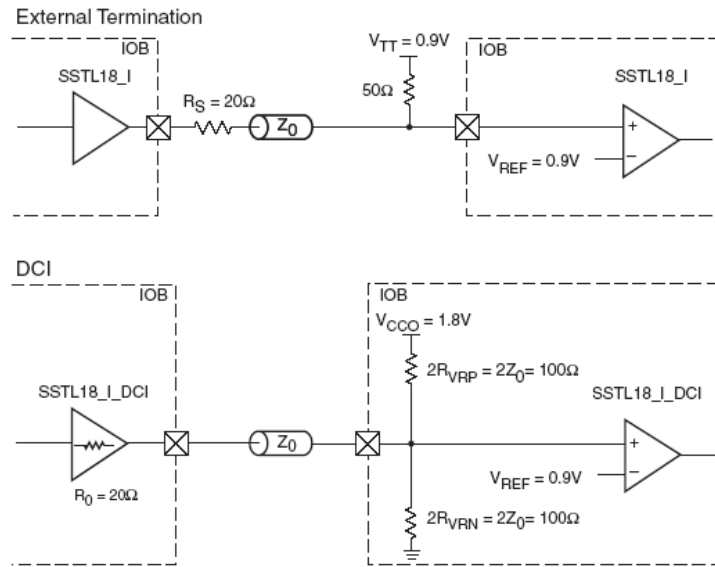 External Termination
IOB
IOB
SSTL18_I
V_TT = 0.9V
SSTL18_I
R_S = 20Ω
50Ω
Z_0
+
−
V_REF = 0.9V
DCI
IOB
IOB
V_CCO = 1.8V
SSTL18_I_DCI
2R_VRP = 2Z_0 = 100Ω
SSTL18_I_DCI
Z_0
+
−
R_0 = 20Ω
V_REF = 0.9V
2R_VRN = 2Z_0 = 100Ω